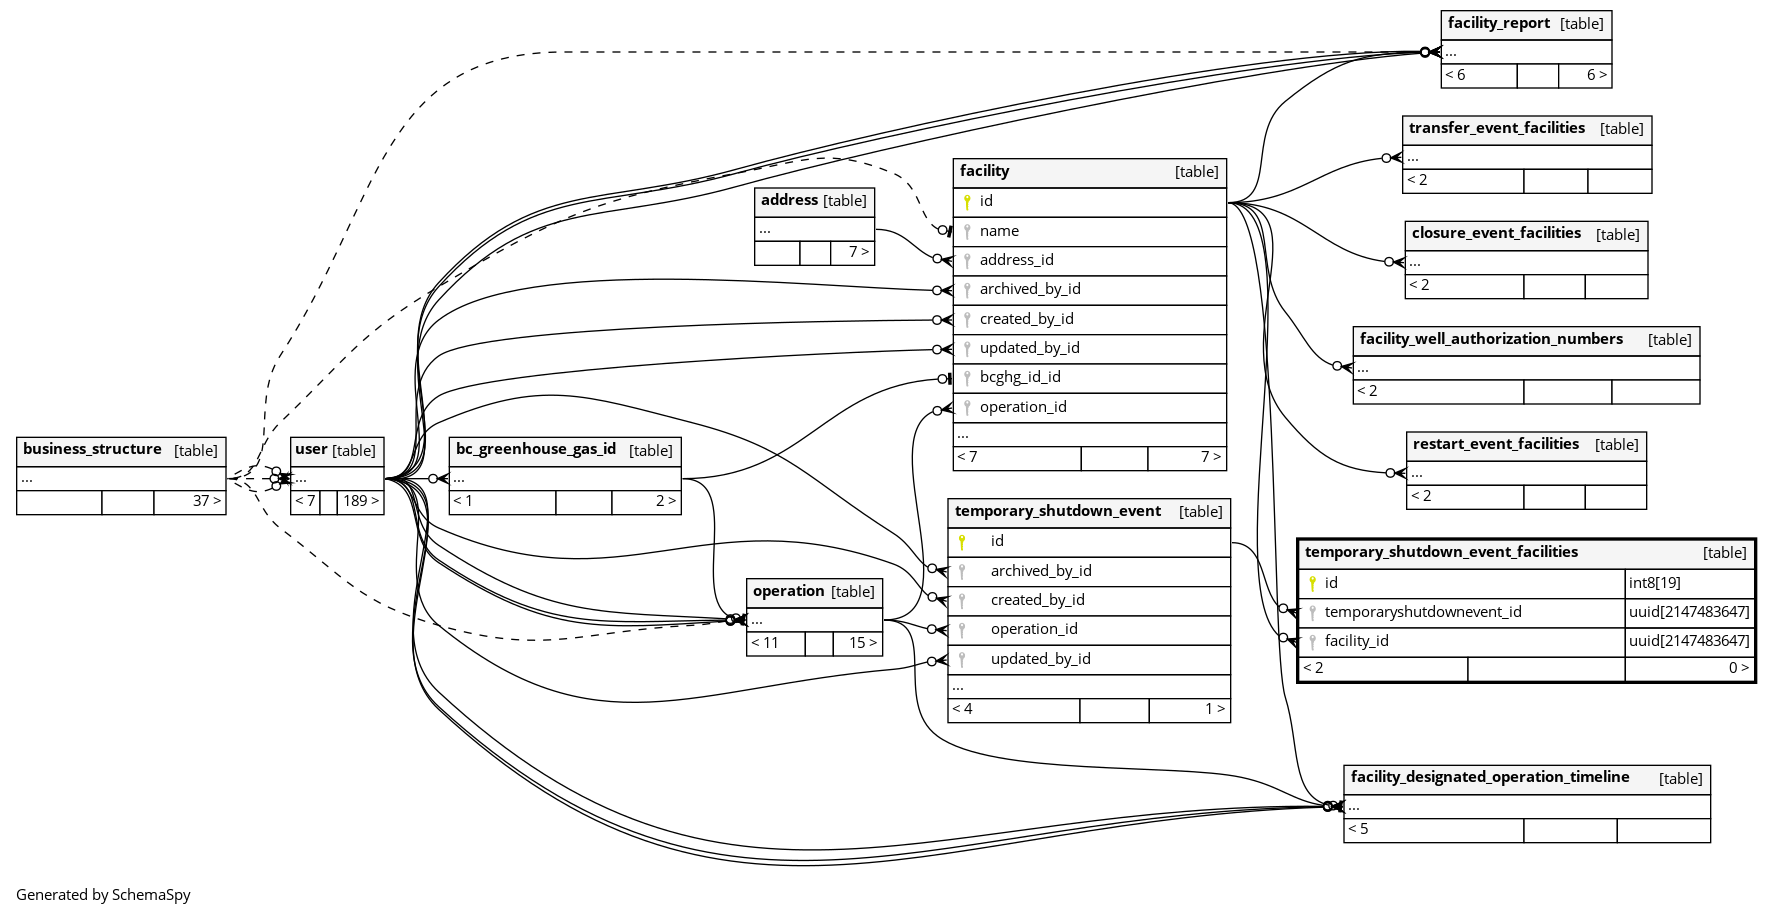 facility_report [table]
...
< 6 6 >
transfer_event_facilities [table]
...
< 2
facility [table]
id
name
address_id
archived_by_id
created_by_id
updated_by_id
bcghg_id_id
operation_id
...
< 7 7 >
address [table]
...
7 >
closure_event_facilities [table]
...
< 2
facility_well_authorization_numbers [table]
...
< 2
business_structure [table]
...
37 >
user [table]
...
< 7 189 >
bc_greenhouse_gas_id [table]
...
< 1 2 >
restart_event_facilities [table]
...
< 2
temporary_shutdown_event [table]
id
archived_by_id
created_by_id
operation_id
updated_by_id
...
< 4 1 >
temporary_shutdown_event_facilities [table]
id int8[19]
temporaryshutdownevent_id uuid[2147483647]
facility_id uuid[2147483647]
< 2 0 >
operation [table]
...
< 11 15 >
facility_designated_operation_timeline [table]
...
< 5
Generated by SchemaSpy